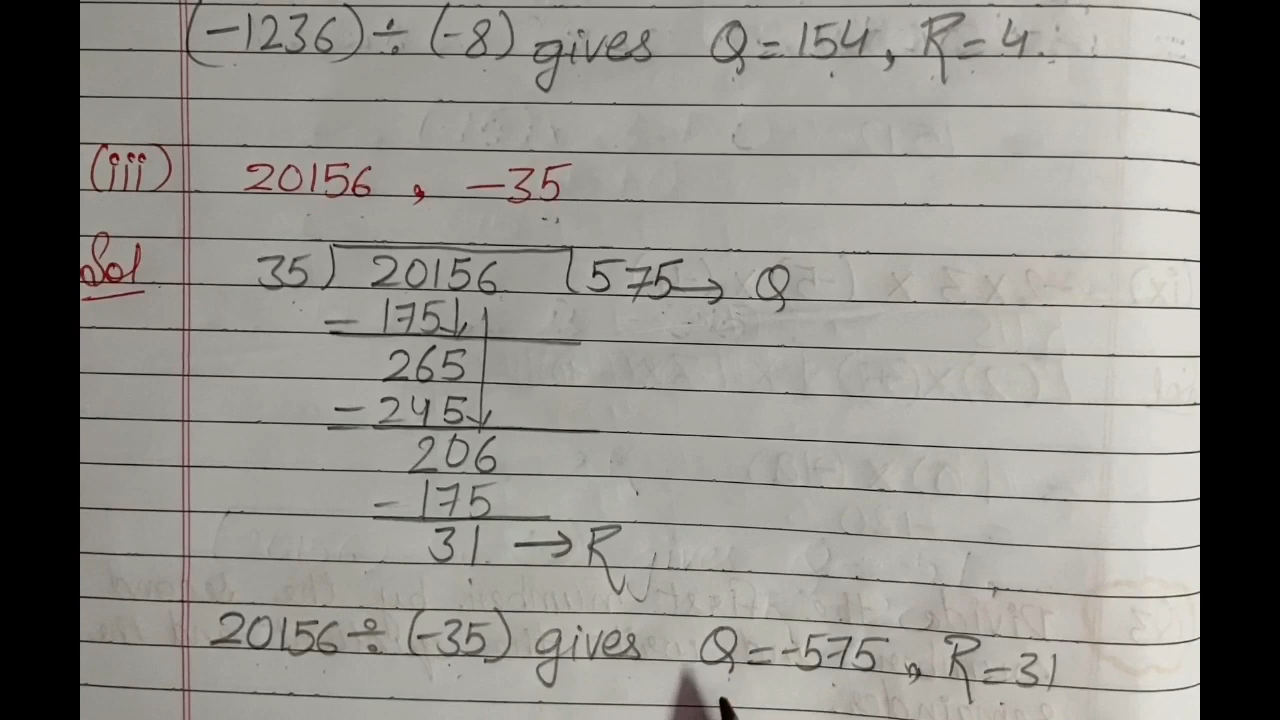 (-1236) ÷ (-8) gives Q = 154, R = 4.
(iii) 20156 , -35
Sol 35) 20156 (575 → Q
- 175↓
265
- 245↓
206
- 175
31 → R
20156 ÷ (-35) gives Q = -575, R = 31